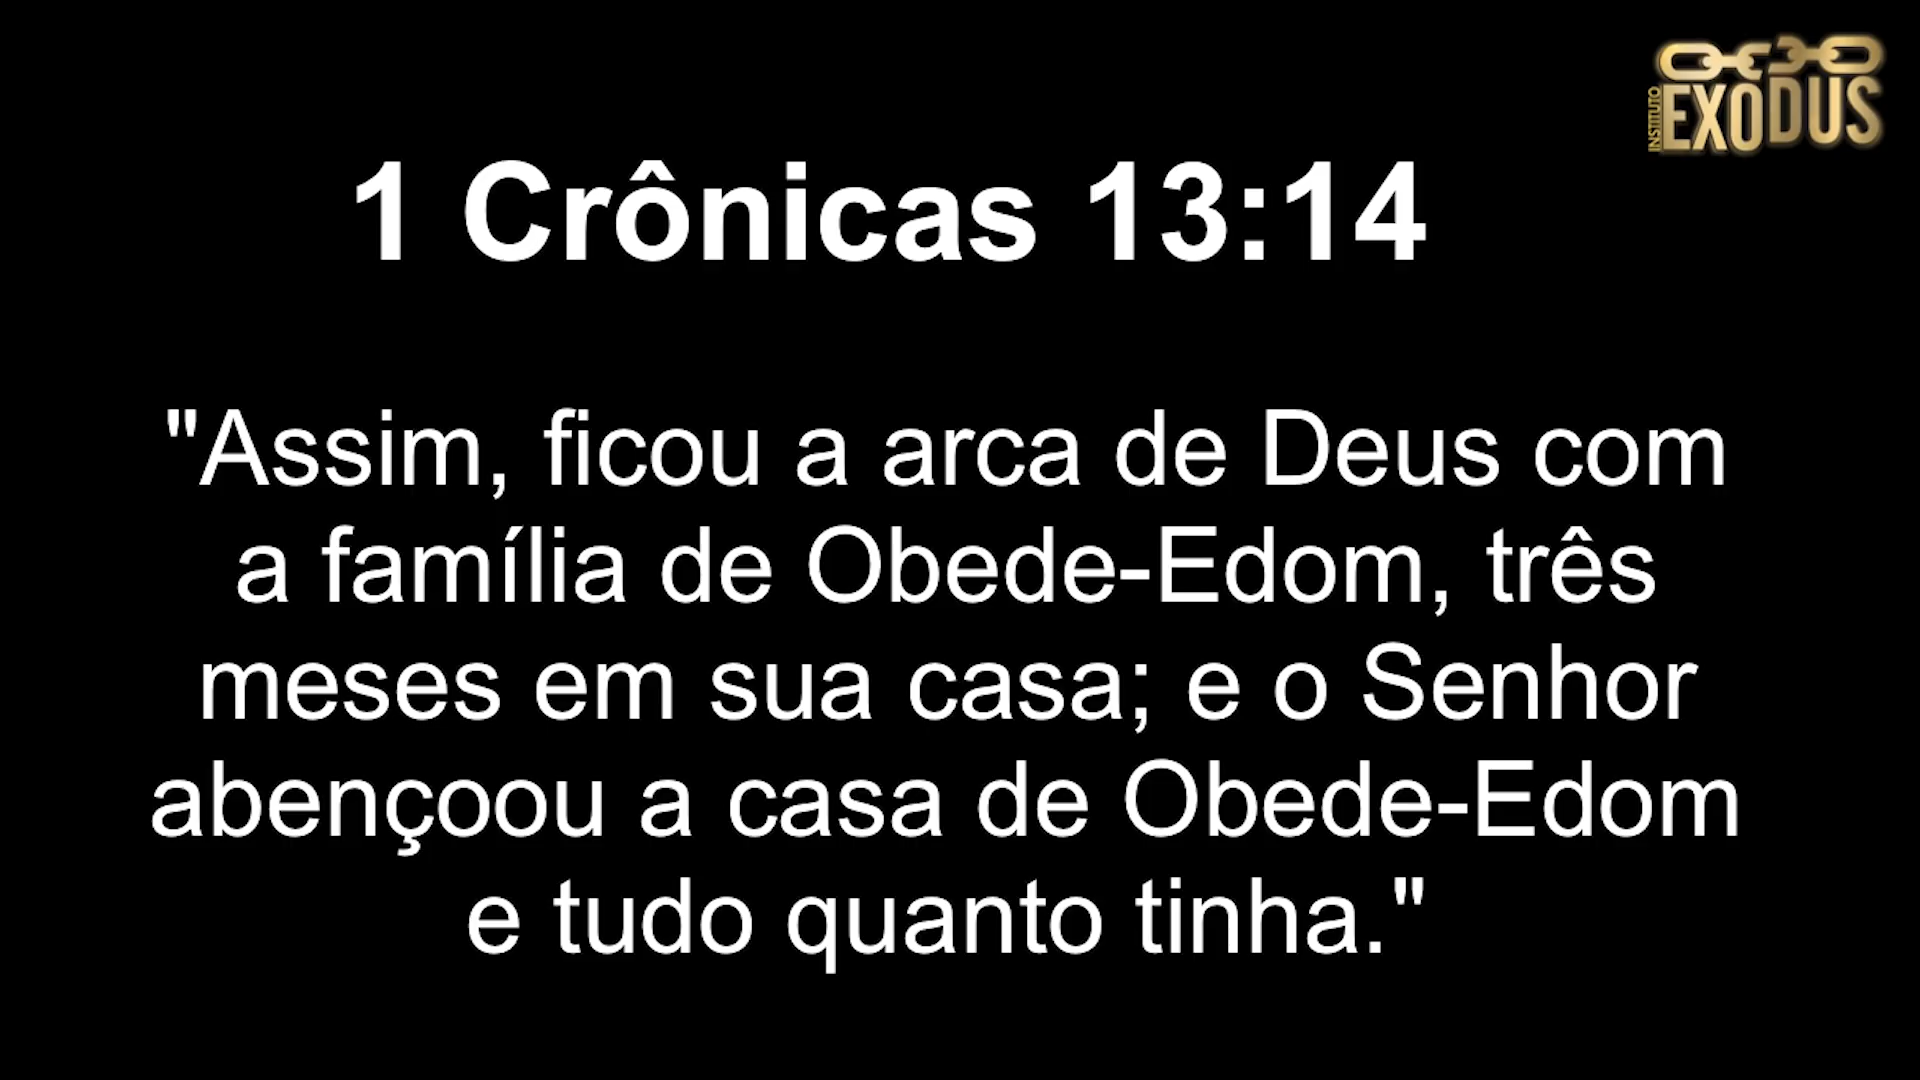 INSTITUTO
EXODUS
1 Crônicas 13:14
"Assim, ficou a arca de Deus com
a família de Obede-Edom, três
meses em sua casa; e o Senhor
abençoou a casa de Obede-Edom
e tudo quanto tinha."